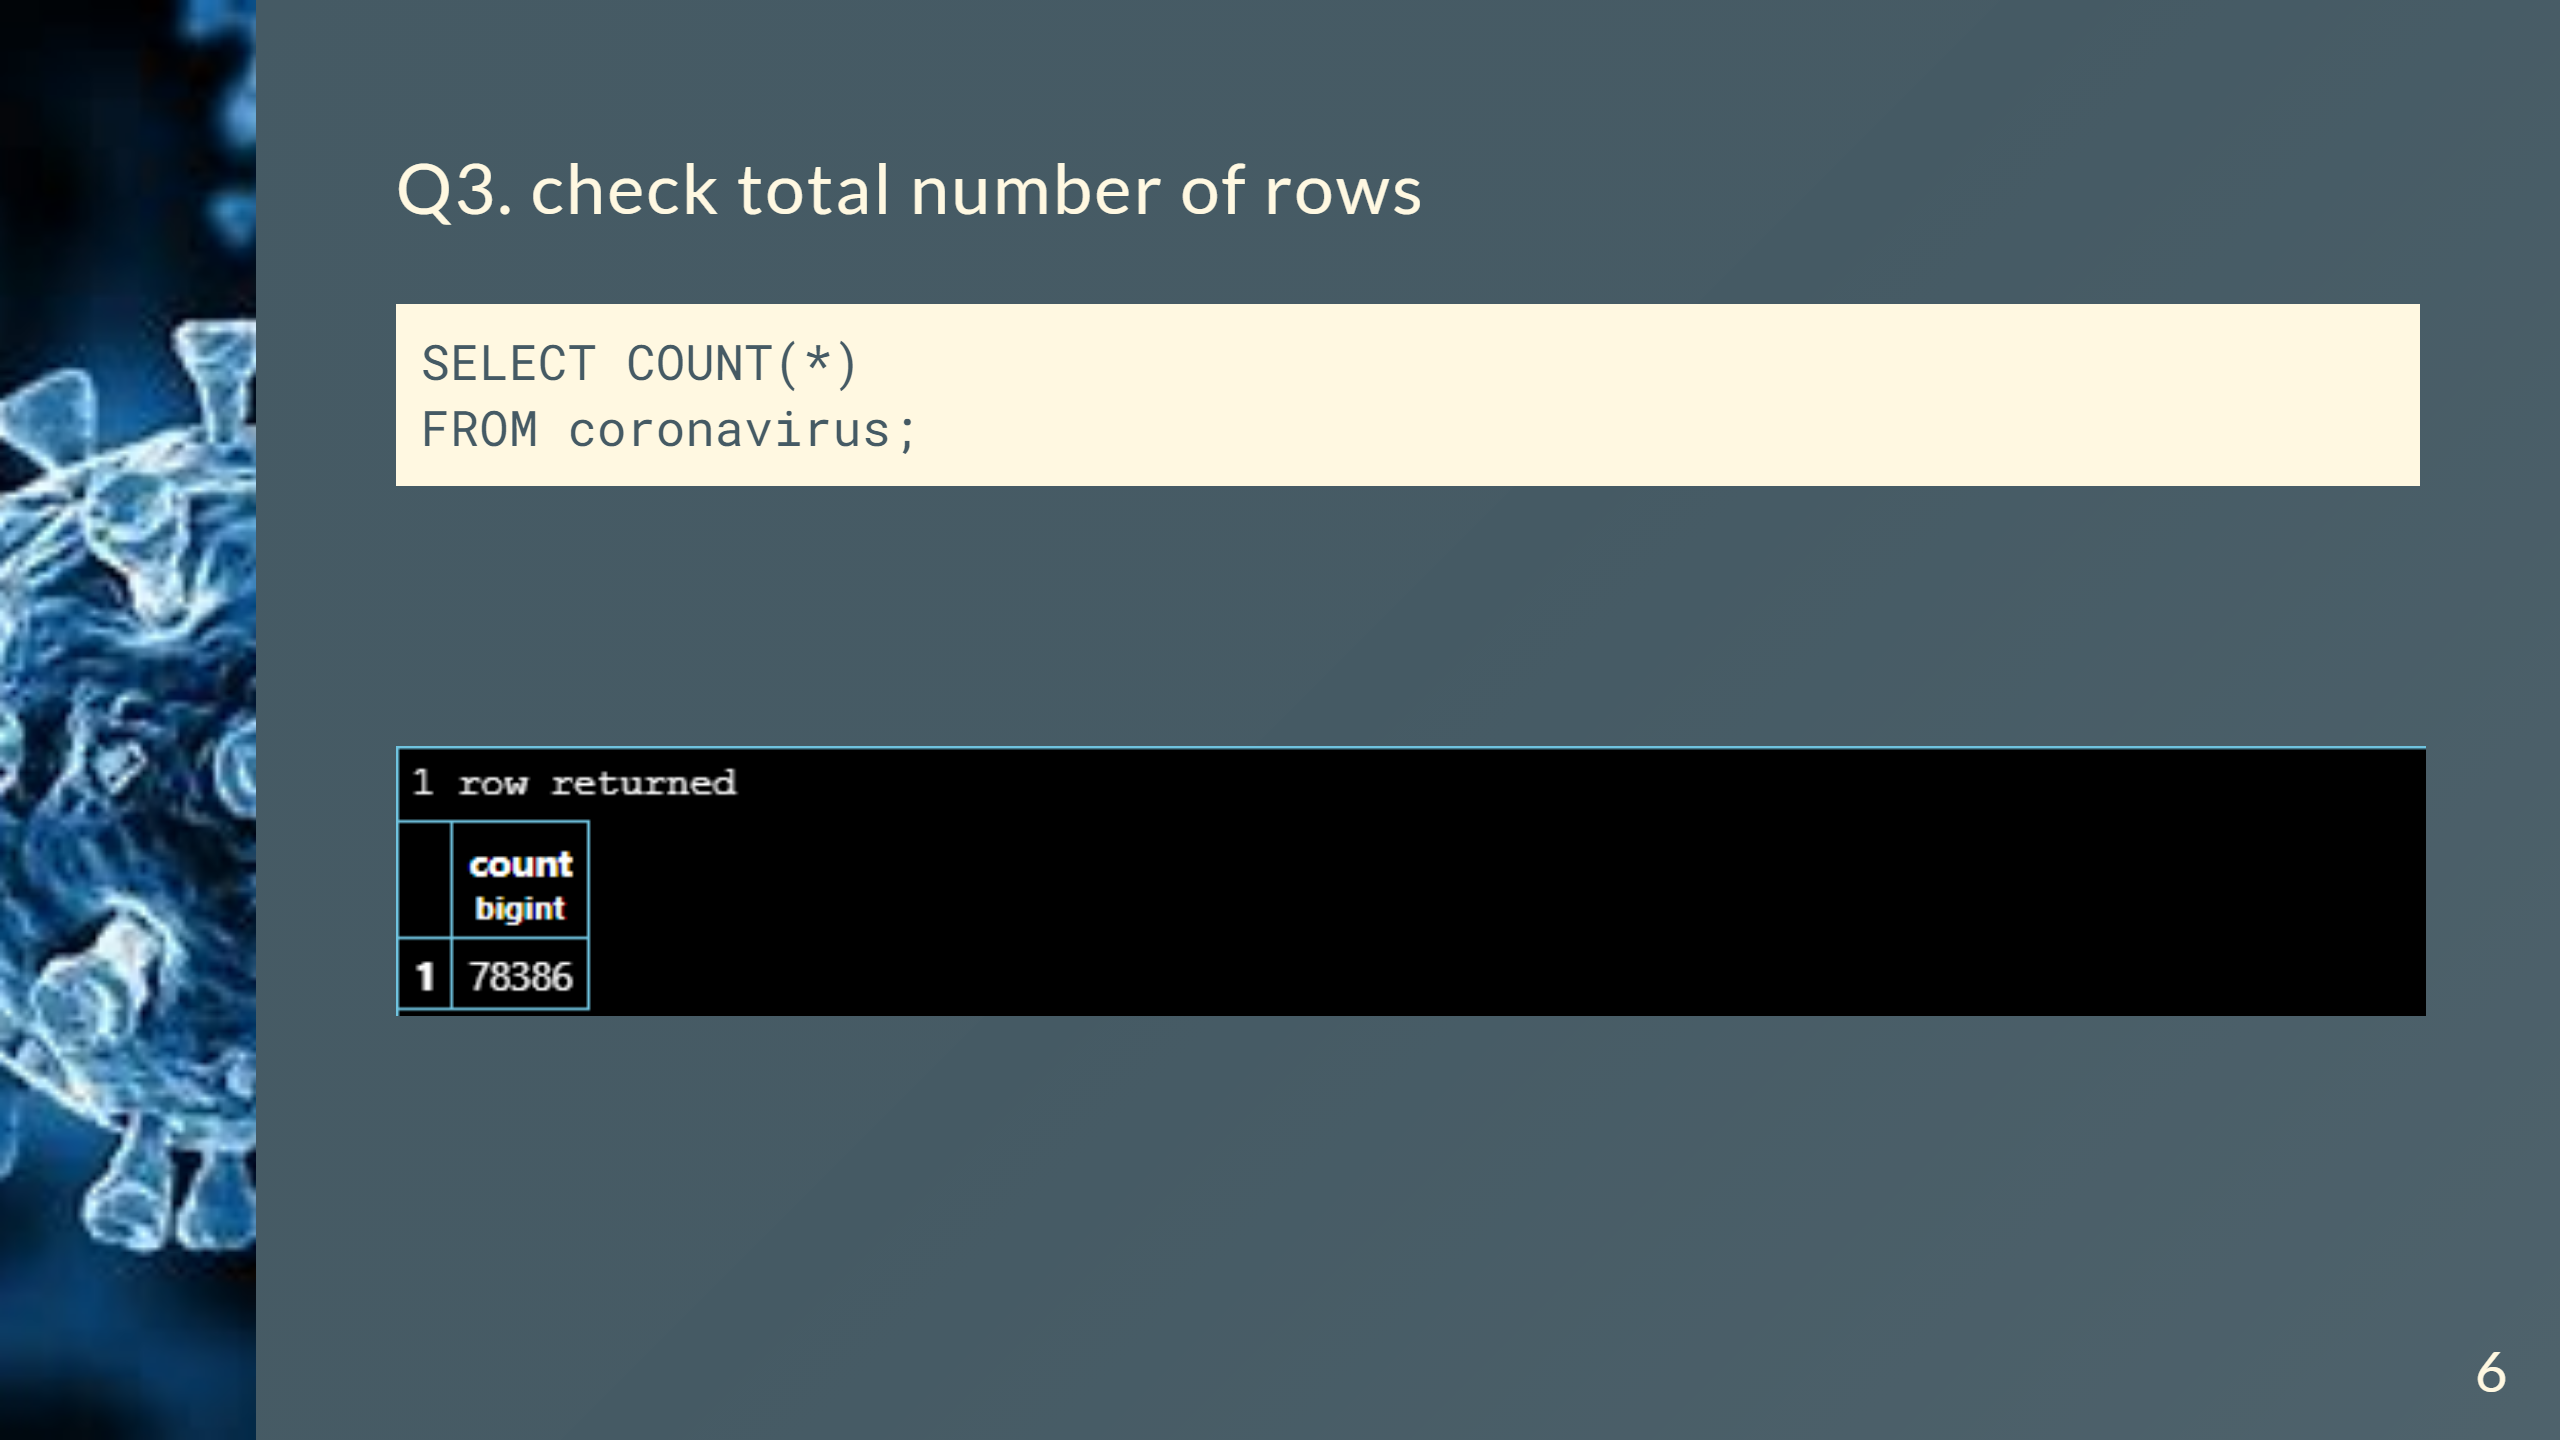 Q3. check total number of rows
SELECT COUNT(*)
FROM coronavirus;
1 row returned
count
bigint
1 78386
6